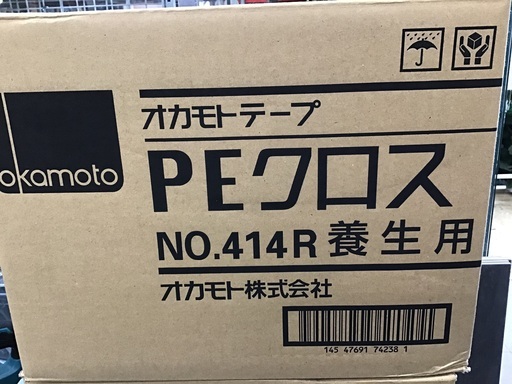 okamoto
オカモトテープ
PEクロス
NO.414R 養生用
オカモト株式会社
145 47691 74238 1